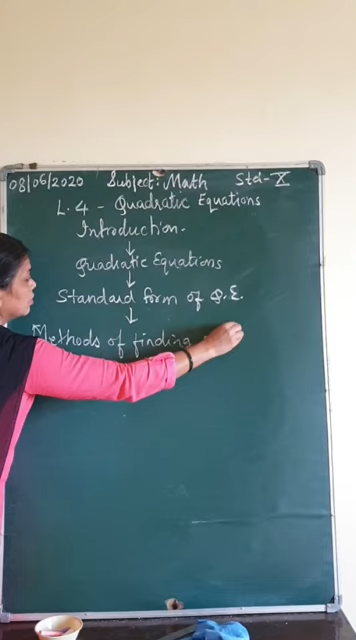 08/06/2020 Subject: Math Std-X
L.4 - Quadratic Equations
Introduction.
↓
Quadratic Equations
↓
Standard form of Q.E.
↓
Methods of finding